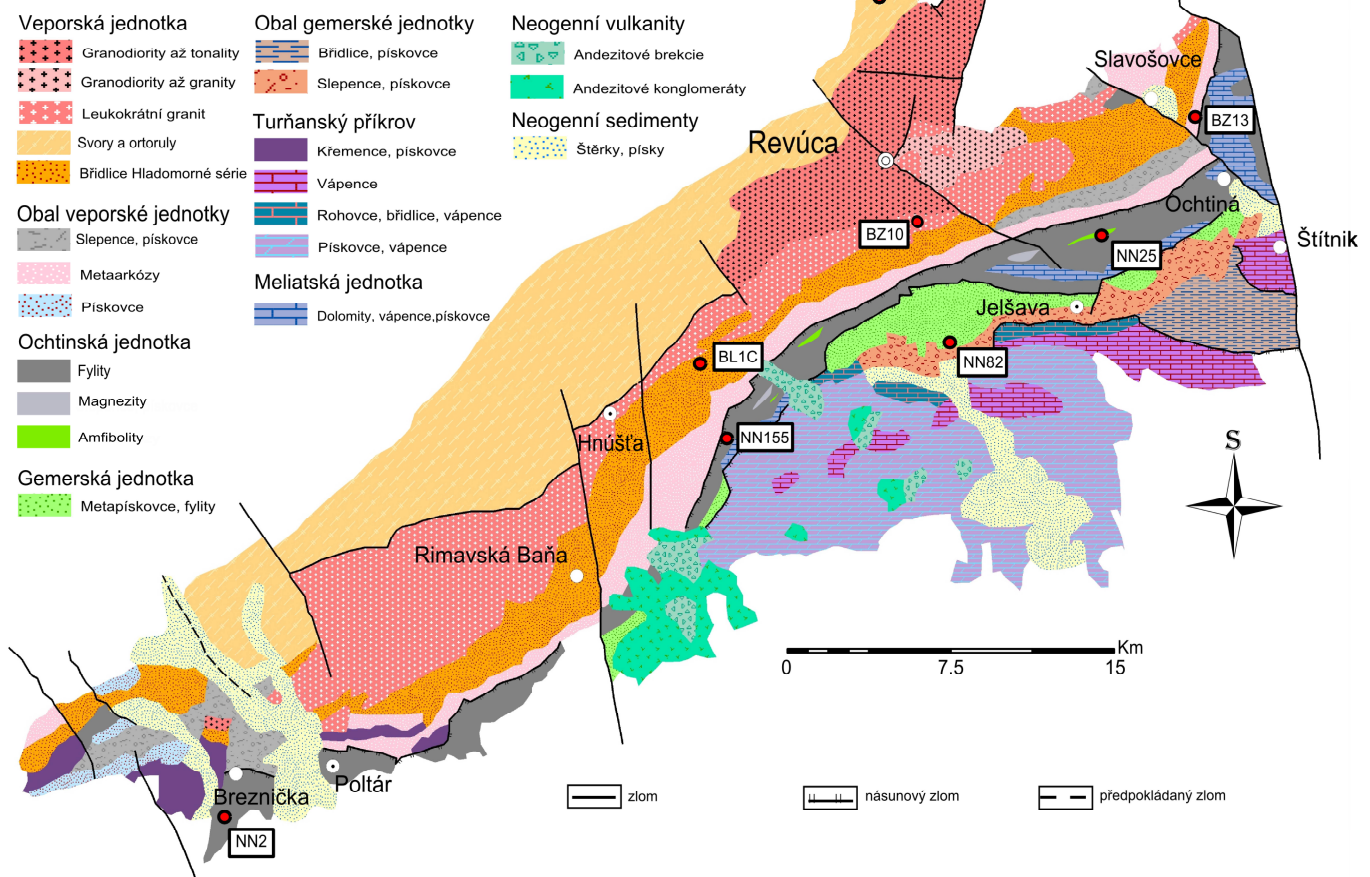 Veporská jednotka
Granodiority až tonality
Granodiority až granity
Leukokrátní granit
Svory a ortoruly
Břidlice Hladomorné série
Obal veporské jednotky
Slepence, pískovce
Metaarkózy
Pískovce
Ochtinská jednotka
Fylity
Magnezity
Amfibolity
Gemerská jednotka
Metapískovce, fylity
Obal gemerské jednotky
Břidlice, pískovce
Slepence, pískovce
Turňanský příkrov
Křemence, pískovce
Vápence
Rohovce, břidlice, vápence
Pískovce, vápence
Meliatská jednotka
Dolomity, vápence,pískovce
Neogenní vulkanity
Andezitové brekcie
Andezitové konglomeráty
Neogenní sedimenty
Štěrky, písky
Slavošovce
BZ13
Revúca
Ochtiná
BZ10
Štítnik
NN25
Jelšava
BL1C
NN82
Hnúšťa
NN155
S
Rimavská Baňa
Km
0 7.5 15
Poltár
Breznička
NN2
zlom
násunový zlom
předpokládaný zlom